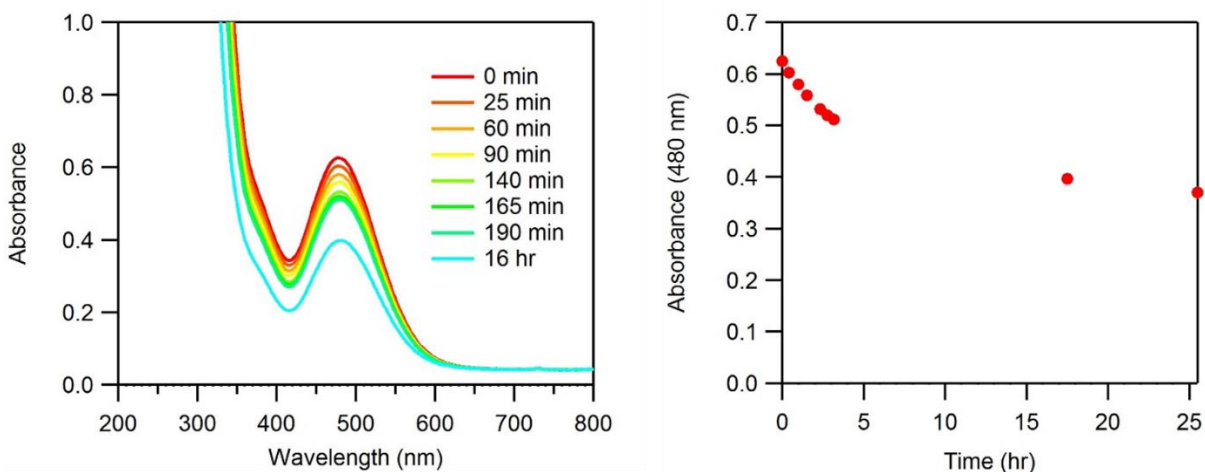 1.0
0.8
0.6
0.4
0.2
0.0
Absorbance
200 300 400 500 600 700 800
Wavelength (nm)
0 min
25 min
60 min
90 min
140 min
165 min
190 min
16 hr
0.7
0.6
0.5
0.4
0.3
0.2
0.1
0.0
Absorbance (480 nm)
0 5 10 15 20 25
Time (hr)